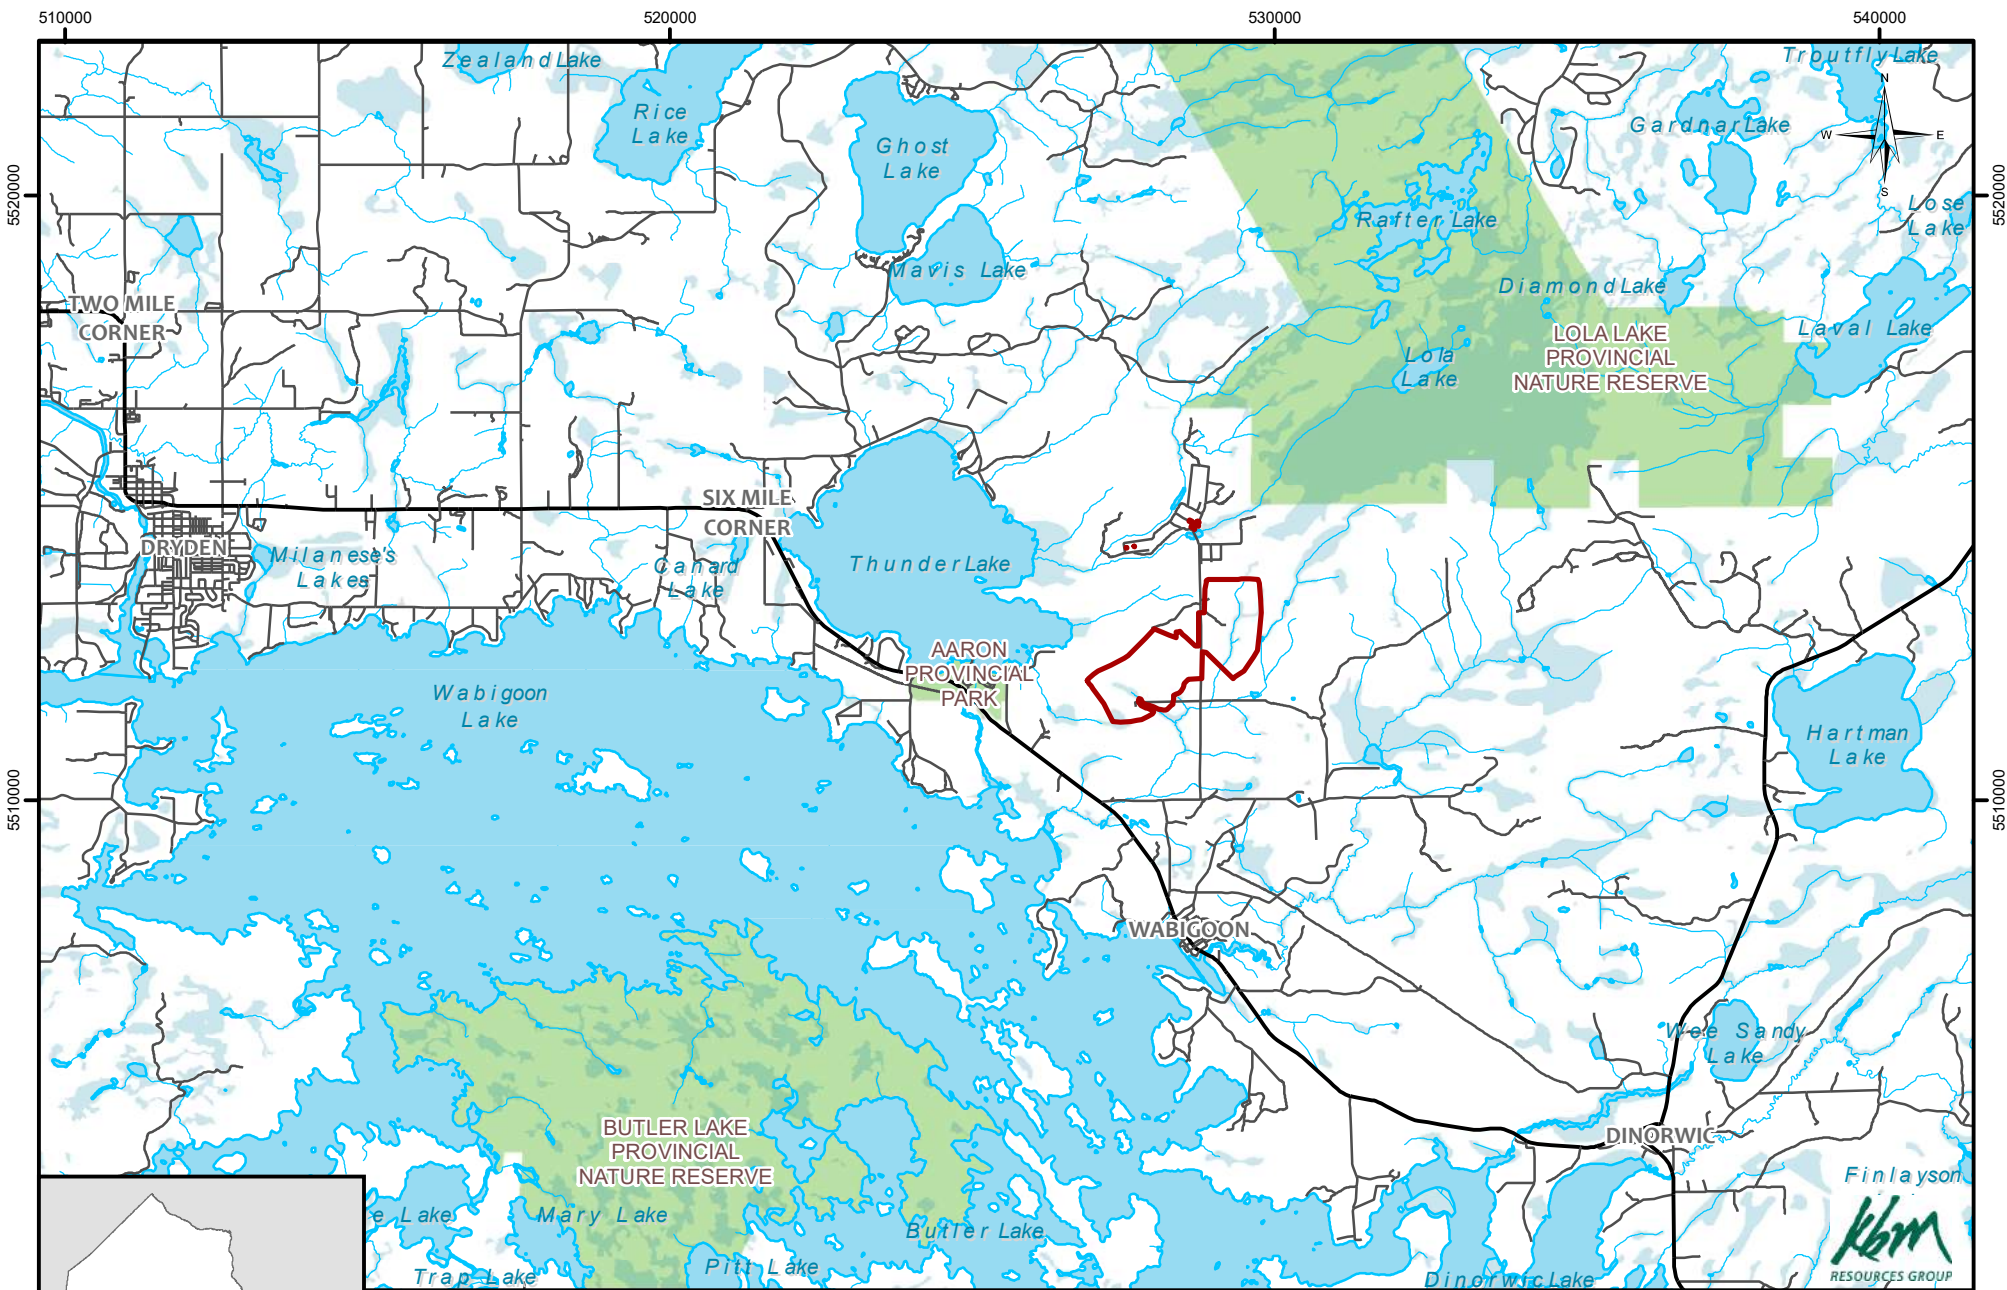 510000
520000
530000
540000
Zealand Lake
Troutfly Lake
N
Rice
Lake
Ghost
Lake
Gardnar Lake
W
E
S
5520000
5520000
Rafter Lake
Lose
Lake
Mavis Lake
Diamond Lake
TWO MILE
CORNER
LOLA LAKE
PROVINCIAL
NATURE RESERVE
Laval Lake
Lola
Lake
SIX MILE
CORNER
DRYDEN
Milanese's
Lakes
Canard
Lake
Thunder Lake
AARON
PROVINCIAL
PARK
Wabigoon
Lake
Hartman
Lake
5510000
5510000
WABIGOON
Wee Sandy
Lake
BUTLER LAKE
PROVINCIAL
NATURE RESERVE
DINORWIC
Finlayson
e Lake
Mary Lake
Butler Lake
Trap Lake
Pitt Lake
Dinorwic Lake
kbm
RESOURCES GROUP